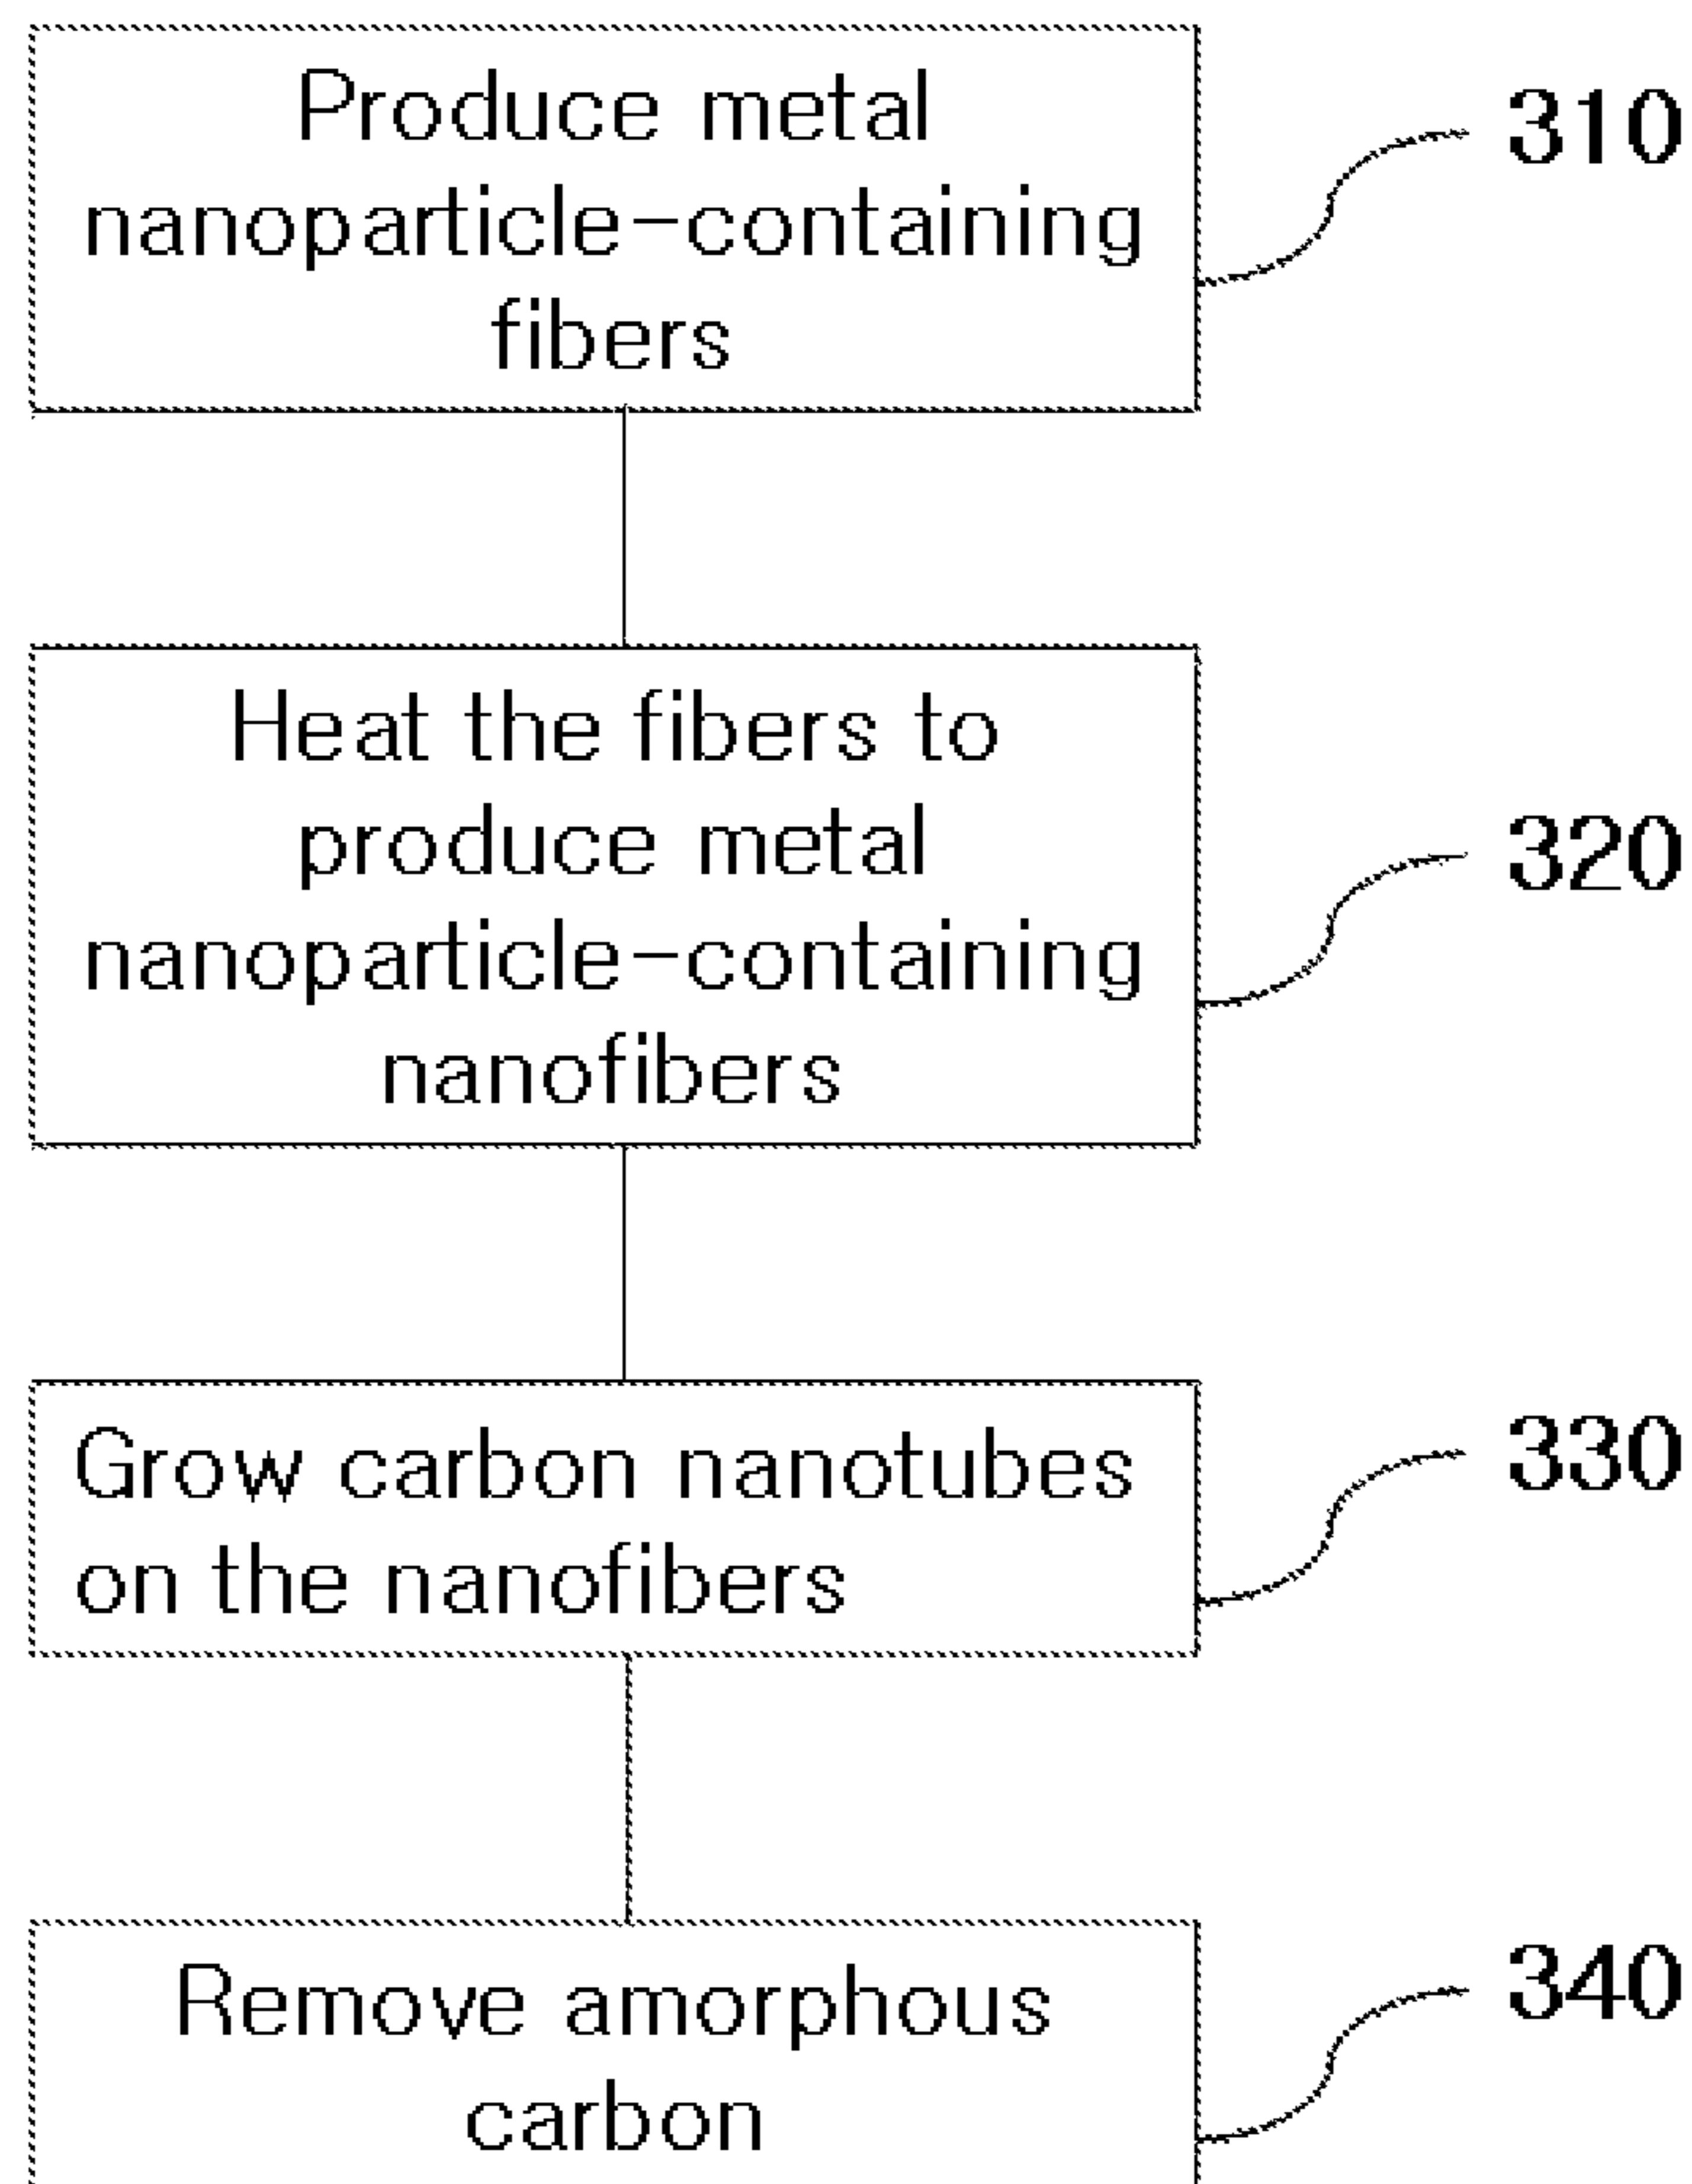 Produce metal
nanoparticle-containing
fibers
310
Heat the fibers to
produce metal
nanoparticle-containing
nanofibers
320
Grow carbon nanotubes
on the nanofibers
330
Remove amorphous
carbon
340